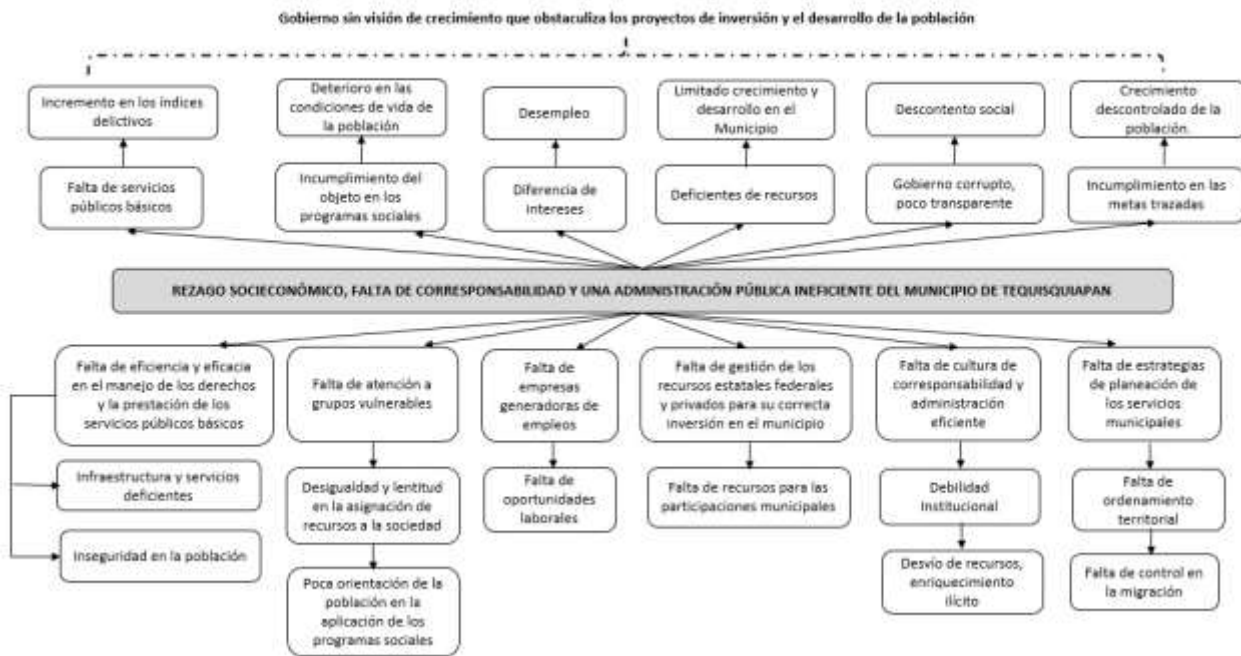 Gobierno sin visión de crecimiento que obstaculiza los proyectos de inversión y el desarrollo de la población
Incremento en los índices
delictivos
Deterioro en las
condiciones de vida de
la población
Desempleo
Limitado crecimiento y
desarrollo en el
Municipio
Descontento social
Crecimiento
descontrolado de la
población.
Falta de servicios
públicos básicos
Incumplimiento del
objeto en los
programas sociales
Diferencia de
intereses
Deficientes de recursos
Gobierno corrupto,
poco transparente
Incumplimiento en las
metas trazadas
REZAGO SOCIECONÓMICO, FALTA DE CORRESPONSABILIDAD Y UNA ADMINISTRACIÓN PÚBLICA INEFICIENTE DEL MUNICIPIO DE TEQUISQUIAPAN
Falta de eficiencia y eficacia
en el manejo de los derechos
y la prestación de los
servicios públicos básicos
Falta de atención a
grupos vulnerables
Falta de
empresas
generadoras de
empleos
Falta de gestión de los
recursos estatales federales
y privados para su correcta
inversión en el municipio
Falta de cultura de
corresponsabilidad y
administración
eficiente
Falta de estrategias
de planeación de
los servicios
municipales
Infraestructura y servicios
deficientes
Desigualdad y lentitud
en la asignación de
recursos a la sociedad
Falta de
oportunidades
laborales
Falta de recursos para las
participaciones municipales
Debilidad
Institucional
Falta de
ordenamiento
territorial
Inseguridad en la población
Poca orientación de la
población en la
aplicación de los
programas sociales
Desvío de recursos,
enriquecimiento
ilícito
Falta de control en
la migración